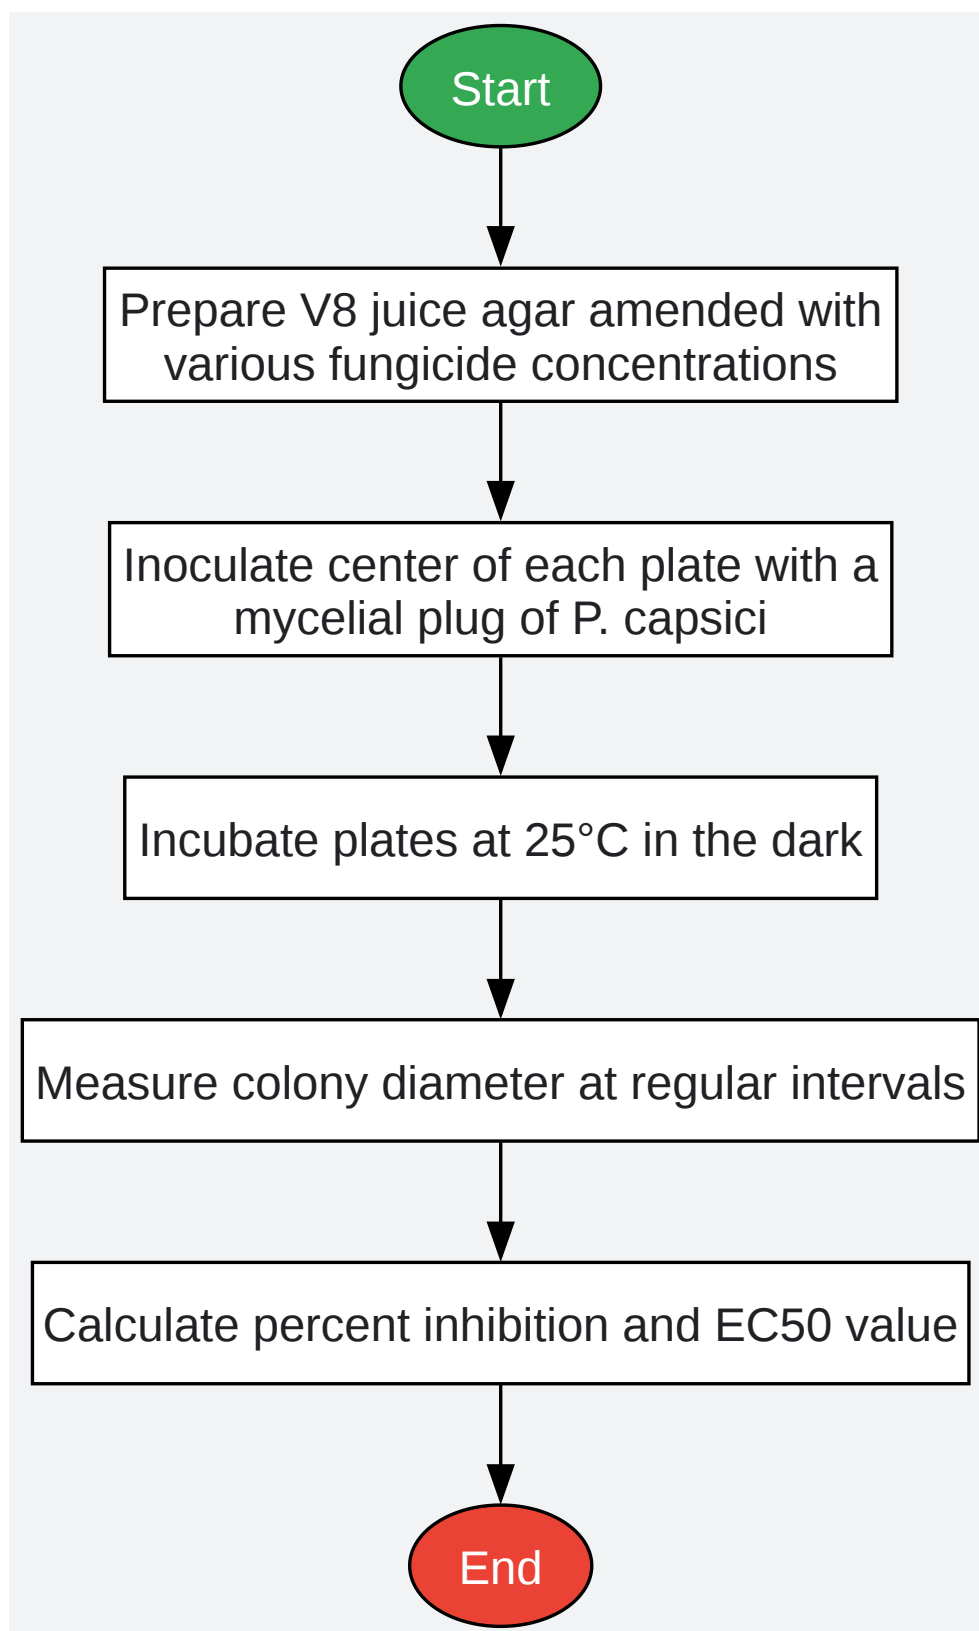 Start
Prepare V8 juice agar amended with
various fungicide concentrations
Inoculate center of each plate with a
mycelial plug of P. capsici
Incubate plates at 25°C in the dark
Measure colony diameter at regular intervals
Calculate percent inhibition and EC50 value
End